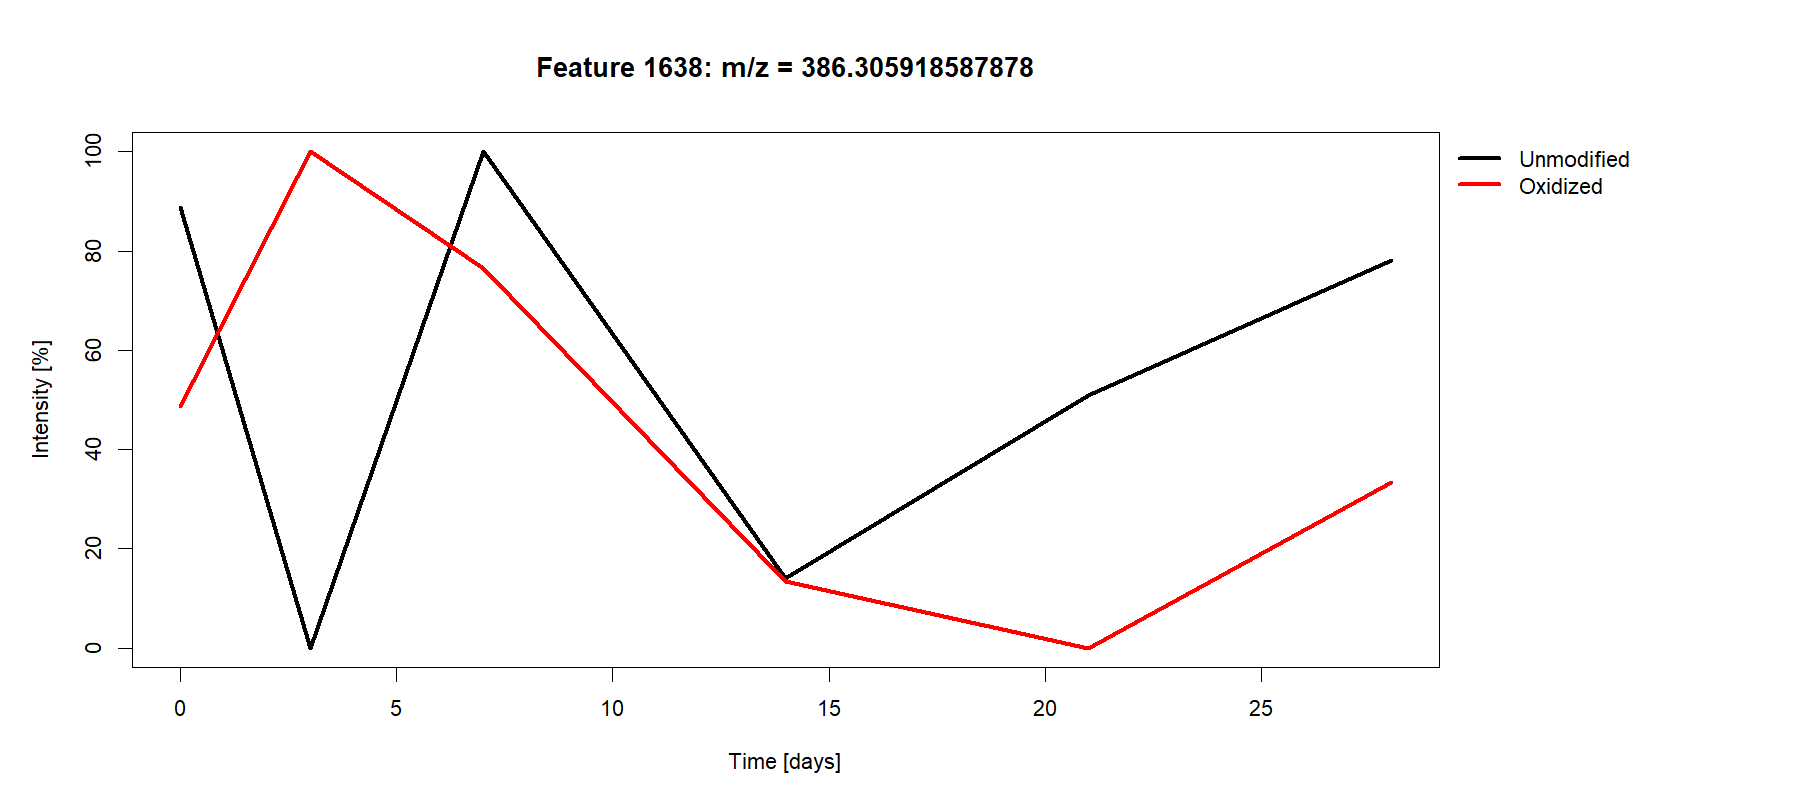 Feature 1638: m/z = 386.305918587878
Unmodified
Oxidized
Intensity [%]
100
80
60
40
20
0
0 5 10 15 20 25
Time [days]